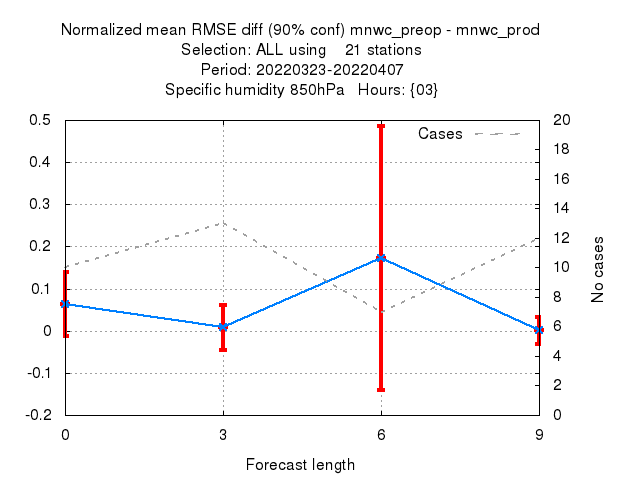 Normalized mean RMSE diff (90% conf) mnwc_preop - mnwc_prod
Selection: ALL using    21 stations
Period: 20220323-20220407
Specific humidity 850hPa   Hours: {03}
Cases
0.5
0.4
0.3
0.2
0.1
0
-0.1
-0.2
20
18
16
14
12
10
8
6
4
2
0
No cases
0 3 6 9
Forecast length